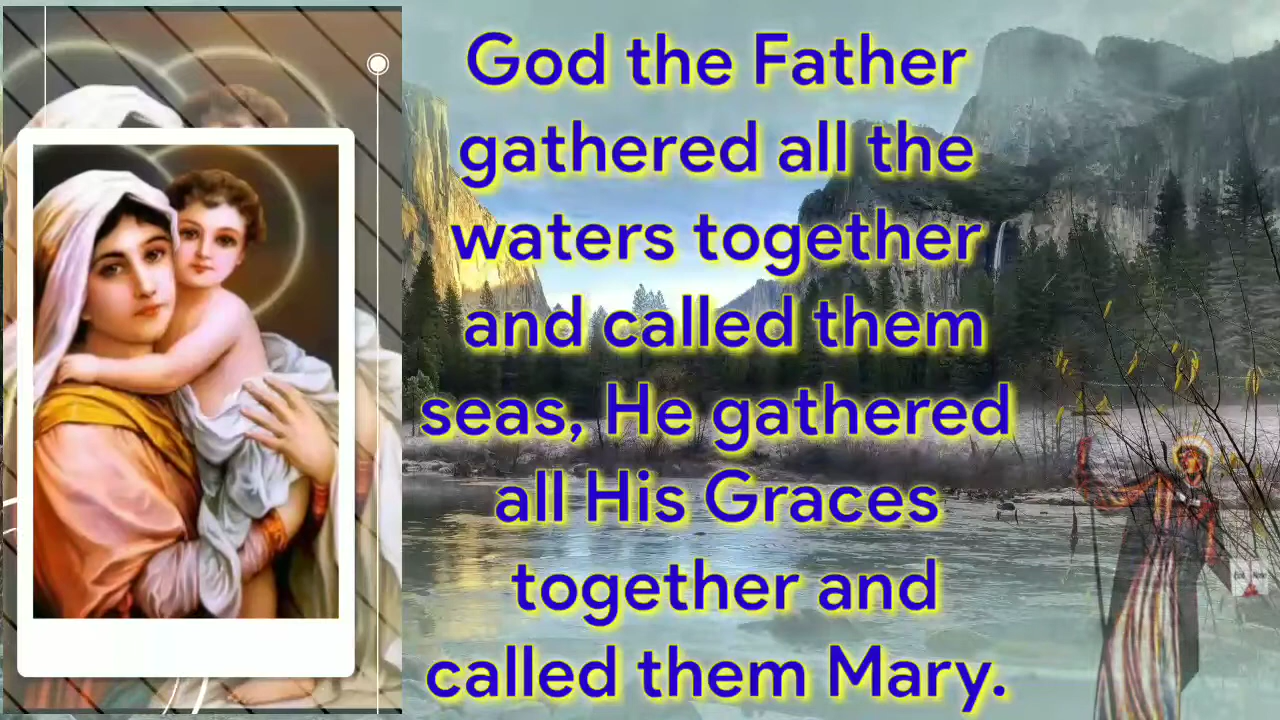 God the Father
gathered all the
waters together
and called them
seas, He gathered
all His Graces
together and
called them Mary.